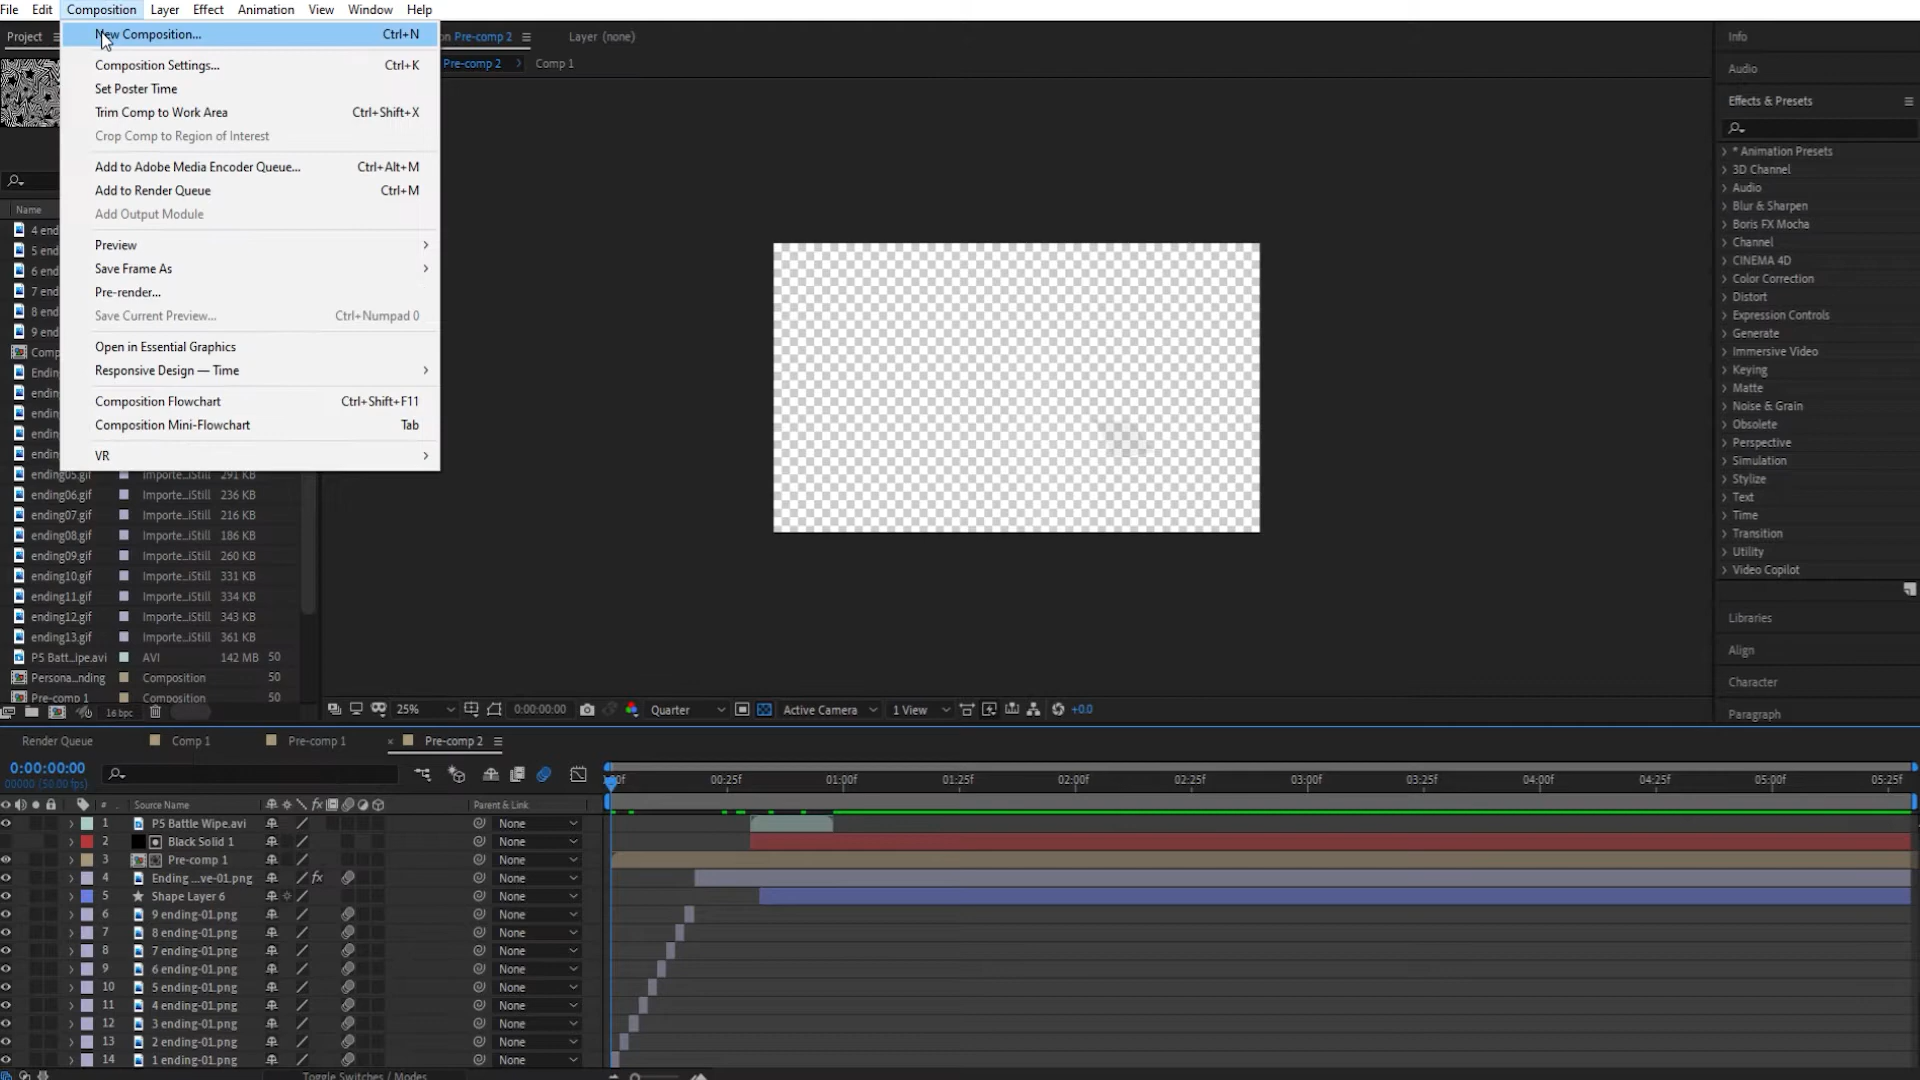 File Edit Composition Layer Effect Animation View Window Help
New Composition... Ctrl+N
Composition Settings... Ctrl+K
Set Poster Time
Trim Comp to Work Area Ctrl+Shift+X
Crop Comp to Region of Interest
Add to Adobe Media Encoder Queue... Ctrl+Alt+M
Add to Render Queue Ctrl+M
Add Output Module
Preview
Save Frame As
Pre-render...
Save Current Preview... Ctrl+Numpad 0
Open in Essential Graphics
Responsive Design — Time
Composition Flowchart Ctrl+Shift+F11
Composition Mini-Flowchart Tab
VR
Project
Name
4 end
5 end
6 end
7 end
8 end
9 end
Comp
Ending
ending
ending
ending
ending
ending05.gif Importe...iStill 291 KB
ending06.gif Importe...iStill 236 KB
ending07.gif Importe...iStill 216 KB
ending08.gif Importe...iStill 186 KB
ending09.gif Importe...iStill 260 KB
ending10.gif Importe...iStill 331 KB
ending11.gif Importe...iStill 334 KB
ending12.gif Importe...iStill 343 KB
ending13.gif Importe...iStill 361 KB
P5 Batt...ipe.avi AVI 142 MB 50
Persona...nding Composition 50
Pre-comp 1 Composition 50
16 bpc
on Pre-comp 2 Layer (none)
Pre-comp 2 Comp 1
25% 0:00:00:00 Quarter Active Camera 1 View +0.0
Info
Audio
Effects & Presets
* Animation Presets
3D Channel
Audio
Blur & Sharpen
Boris FX Mocha
Channel
CINEMA 4D
Color Correction
Distort
Expression Controls
Generate
Immersive Video
Keying
Matte
Noise & Grain
Obsolete
Perspective
Simulation
Stylize
Text
Time
Transition
Utility
Video Copilot
Libraries
Align
Character
Paragraph
Render Queue Comp 1 Pre-comp 1 × Pre-comp 2
0:00:00:00
00000 (50.00 fps)
:00f 00:25f 01:00f 01:25f 02:00f 02:25f 03:00f 03:25f 04:00f 04:25f 05:00f 05:25f
# Source Name fx Parent & Link
1 P5 Battle Wipe.avi None
2 Black Solid 1 None
3 Pre-comp 1 None
4 Ending ...ve-01.png fx None
5 Shape Layer 6 None
6 9 ending-01.png None
7 8 ending-01.png None
8 7 ending-01.png None
9 6 ending-01.png None
10 5 ending-01.png None
11 4 ending-01.png None
12 3 ending-01.png None
13 2 ending-01.png None
14 1 ending-01.png None
Toggle Switches / Modes